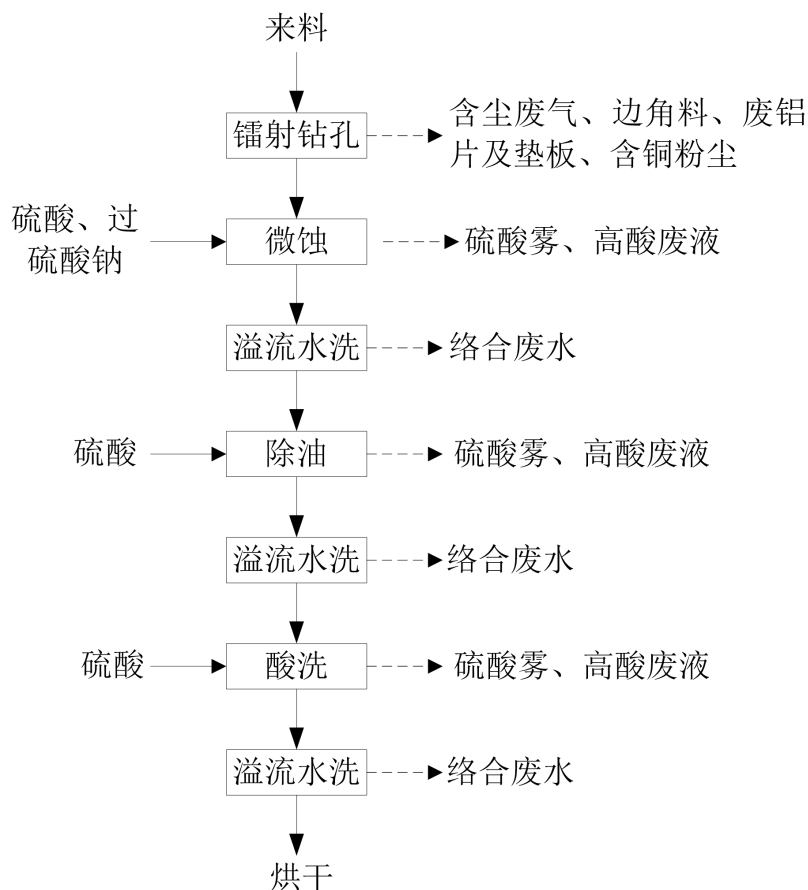 来料
镭射钻孔
含尘废气、边角料、废铝
片及垫板、含铜粉尘
硫酸、过
硫酸钠
微蚀
硫酸雾、高酸废液
溢流水洗
络合废水
硫酸
除油
硫酸雾、高酸废液
溢流水洗
络合废水
硫酸
酸洗
硫酸雾、高酸废液
溢流水洗
络合废水
烘干